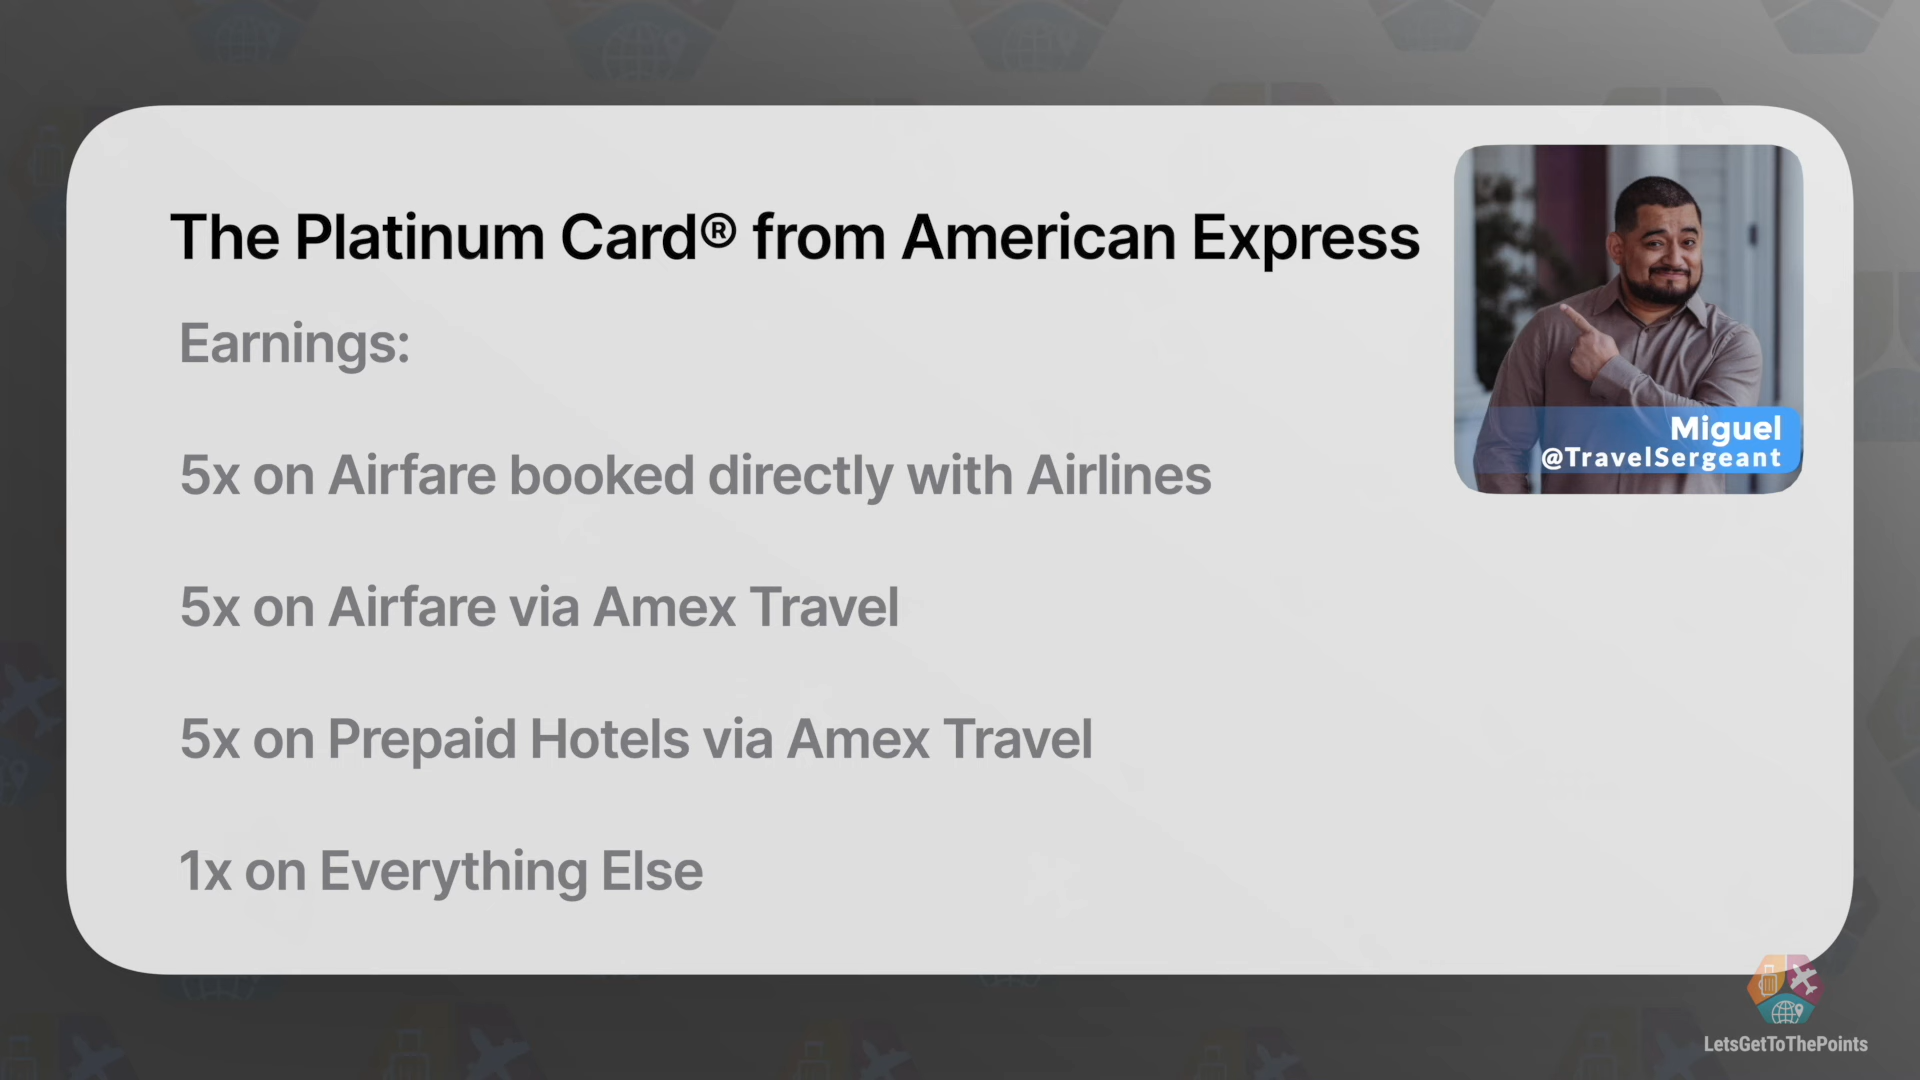 The Platinum Card® from American Express
Earnings:
5x on Airfare booked directly with Airlines
5x on Airfare via Amex Travel
5x on Prepaid Hotels via Amex Travel
1x on Everything Else
Miguel
@TravelSergeant
LetsGetToThePoints